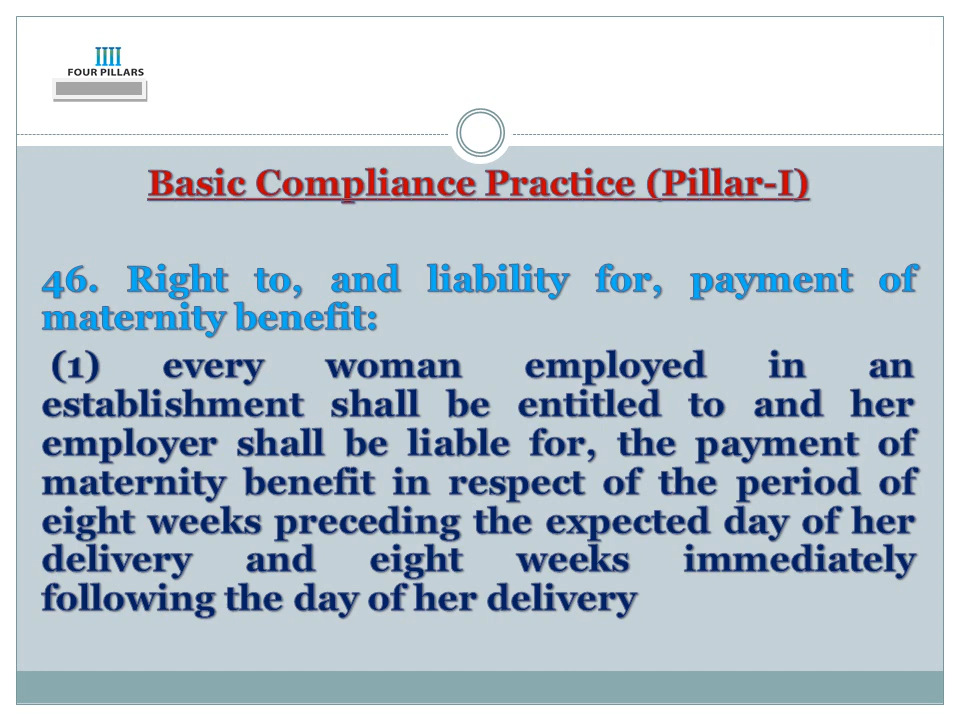 FOUR PILLARS
Basic Compliance Practice (Pillar-I)
46. Right to, and liability for, payment of
maternity benefit:
(1) every woman employed in an
establishment shall be entitled to and her
employer shall be liable for, the payment of
maternity benefit in respect of the period of
eight weeks preceding the expected day of her
delivery and eight weeks immediately
following the day of her delivery